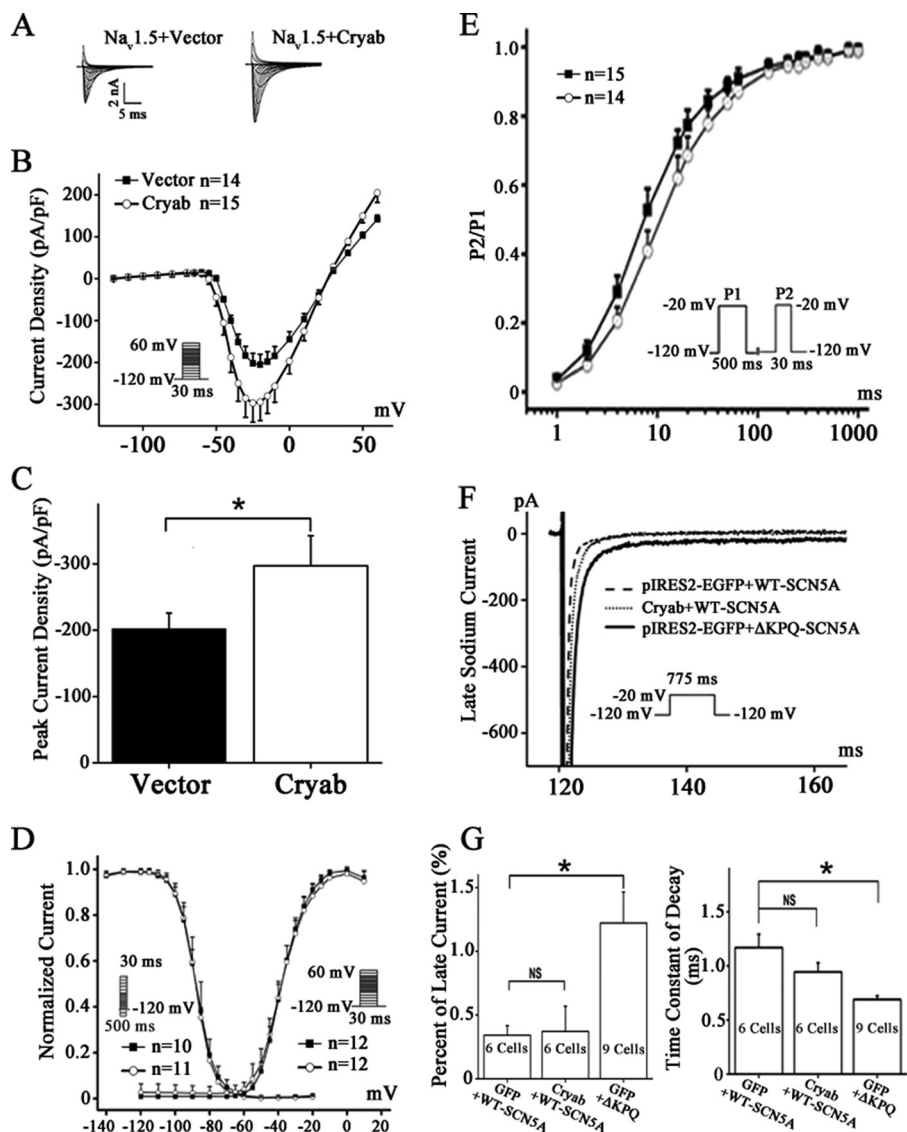 A
Nav1.5+Vector
Nav1.5+Cryab
2 nA
5 ms
B
Current Density (pA/pF)
200
100
0
-100
-200
-300
Vector n=14
Cryab n=15
60 mV
-120 mV
30 ms
mV
-100 -50 0 50
C
Peak Current Density (pA/pF)
-300
-200
-100
0
*
Vector Cryab
D
Normalized Current
1.0
0.8
0.6
0.4
0.2
0
30 ms
-120 mV
500 ms
60 mV
-120 mV
30 ms
n=10
n=11
n=12
n=12
mV
-140 -120 -100 -80 -60 -40 -20 0 20
E
P2/P1
1.0
0.8
0.6
0.4
0.2
0
n=15
n=14
P1 P2
-20 mV -20 mV
-120 mV -120 mV
500 ms 30 ms
ms
1 10 100 1000
F
pA
Late Sodium Current
0
-200
-400
-600
pIRES2-EGFP+WT-SCN5A
Cryab+WT-SCN5A
pIRES2-EGFP+ΔKPQ-SCN5A
775 ms
-20 mV
-120 mV -120 mV
ms
120 140 160
G
Percent of Late Current (%)
1.5
1.0
0.5
0
*
NS
6 Cells
6 Cells
9 Cells
GFP
+WT-SCN5A
Cryab
+WT-SCN5A
GFP
+ΔKPQ
Time Constant of Decay
(ms)
1.5
1.0
0.5
0
*
NS
6 Cells
6 Cells
9 Cells
GFP
+WT-SCN5A
Cryab
+WT-SCN5A
GFP
+ΔKPQ